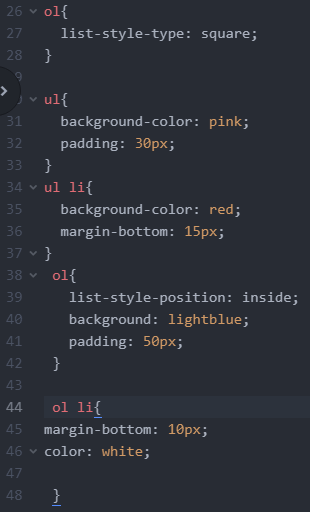 26 ol{
27 list-style-type: square;
28 }
9
ul{
31 background-color: pink;
32 padding: 30px;
33 }
34 ul li{
35 background-color: red;
36 margin-bottom: 15px;
37 }
38 ol{
39 list-style-position: inside;
40 background: lightblue;
41 padding: 50px;
42 }
43
44 ol li{
45 margin-bottom: 10px;
46 color: white;
47
48 }